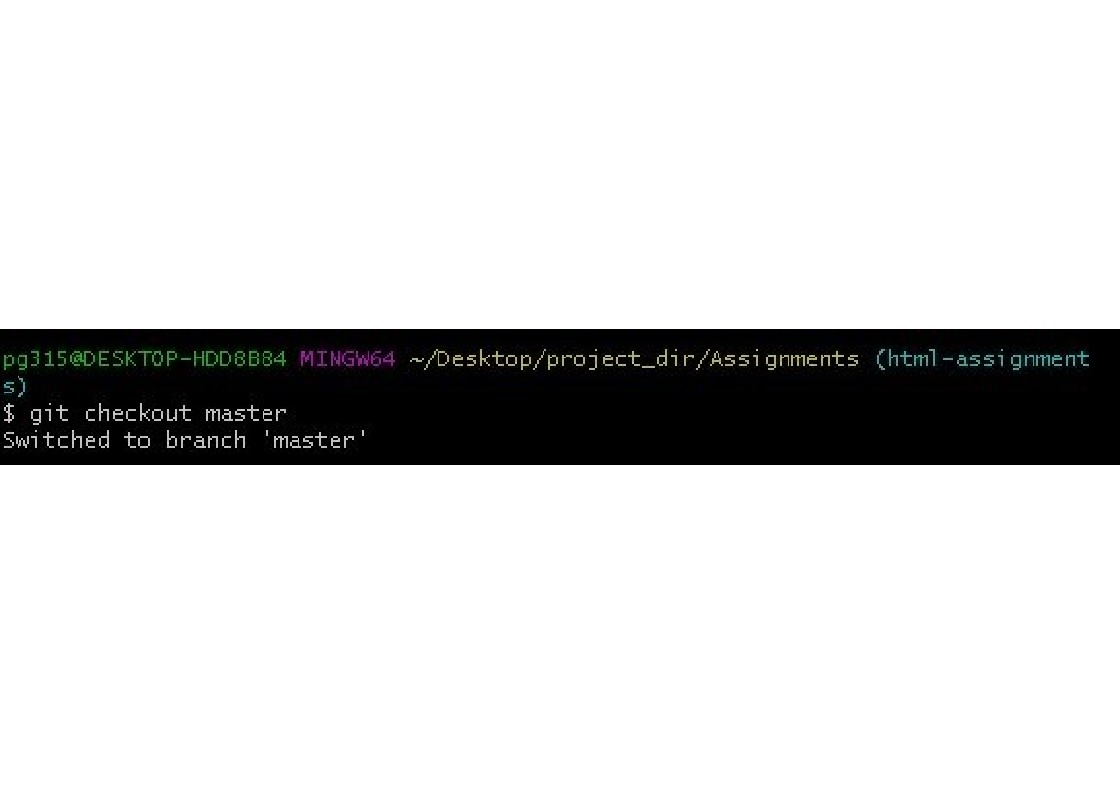 pg315@DESKTOP-HDD8B84 MINGW64 ~/Desktop/project_dir/Assignments (html-assignment
s)
$ git checkout master
Switched to branch 'master'